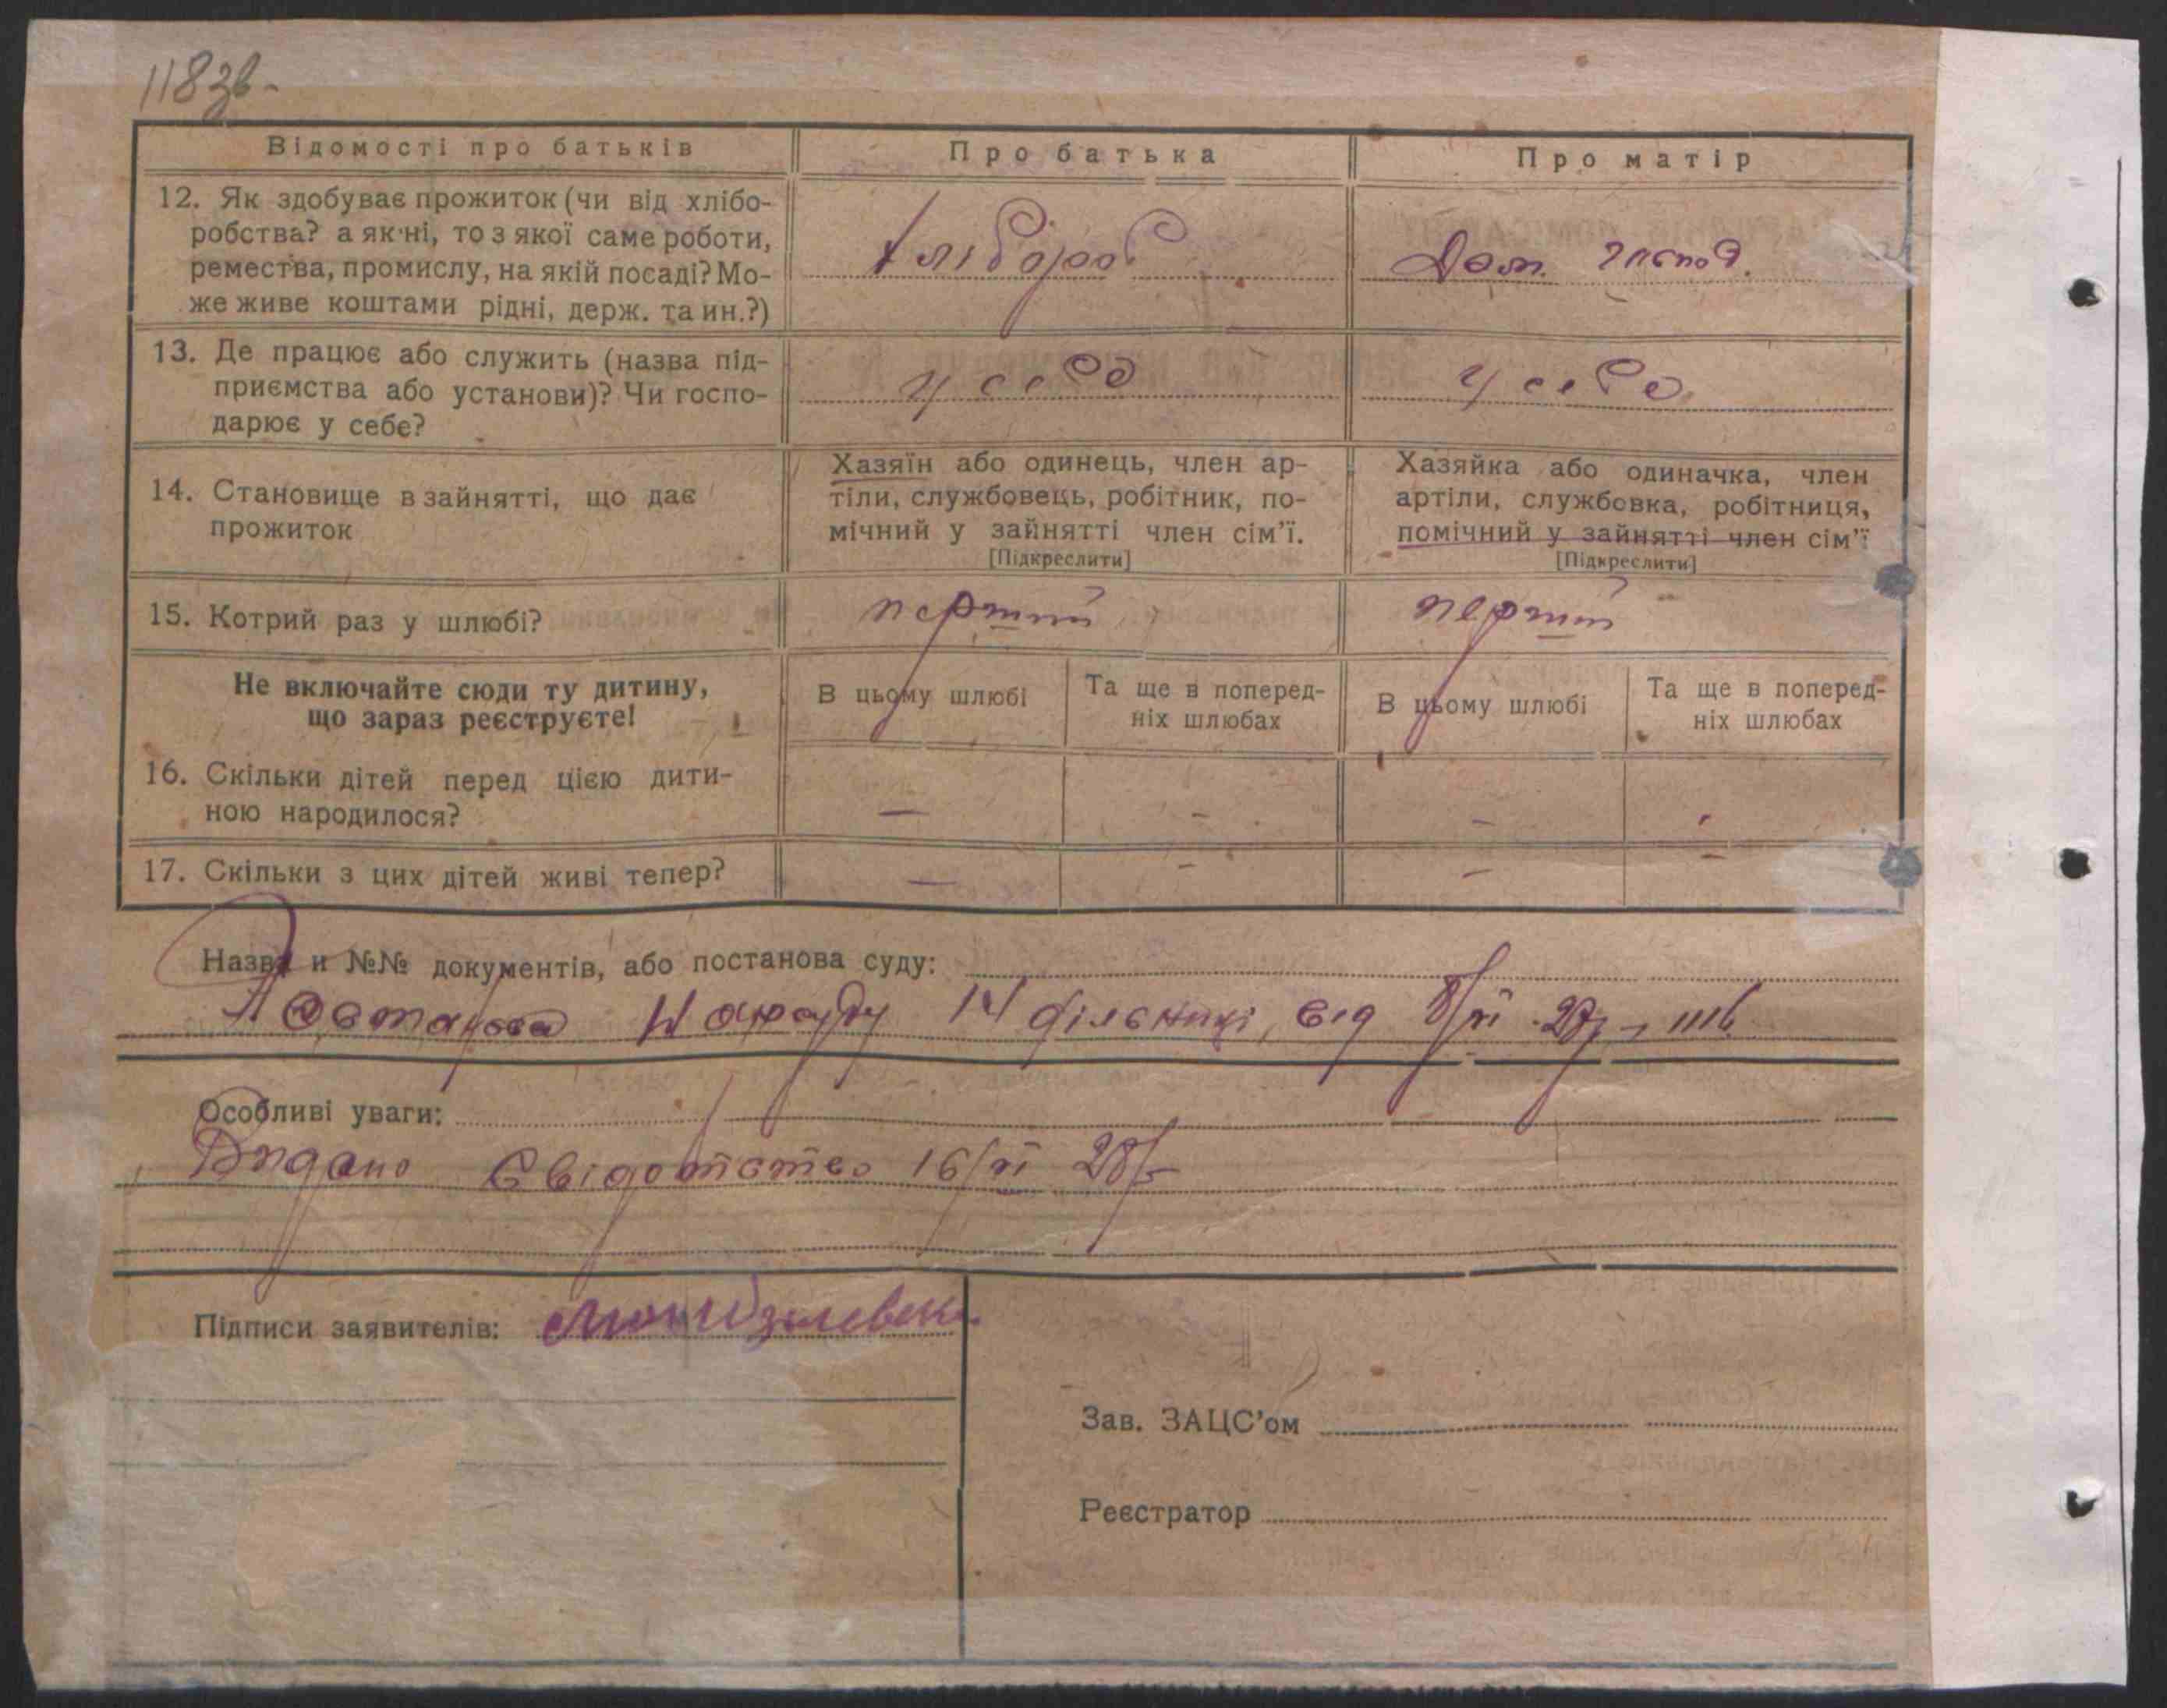 118зв-
Відомості про батьків
Про батька
Про матір
12. Як здобуває прожиток (чи від хлібо-
робства? а як ні, то з якої саме роботи,
ремества, промислу, на якій посаді? Мо-
же живе коштами рідні, держ. та ин.?)
Хлібороб
Дом. господ.
13. Де працює або служить (назва під-
приємства або установи)? Чи госпо-
дарює у себе?
у себе
у себе
14. Становище в зайнятті, що дає
прожиток
Хазяїн або одинець, член ар-
тіли, службовець, робітник, по-
мічний у зайнятті член сім'ї.
[Підкреслити]
Хазяйка або одиначка, член
артіли, службовка, робітниця,
помічний у зайнятті член сім'ї
[Підкреслити]
15. Котрий раз у шлюбі?
перший
перший
Не включайте сюди ту дитину,
що зараз реєструєте!
В цьому шлюбі
Та ще в поперед-
ніх шлюбах
В цьому шлюбі
Та ще в поперед-
ніх шлюбах
16. Скільки дітей перед цією дити-
ною народилося?
— - - -
17. Скільки з цих дітей живі тепер?
— - - -
Назва и №№ документів, або постанова суду:
Постанова Нарсуду 14 дільниці, від 8/XI 28р
Особливі уваги:
Видано Свідотство 16/XI 28р
Підписи заявителів:
Зав. ЗАЦС'ом
Реєстратор